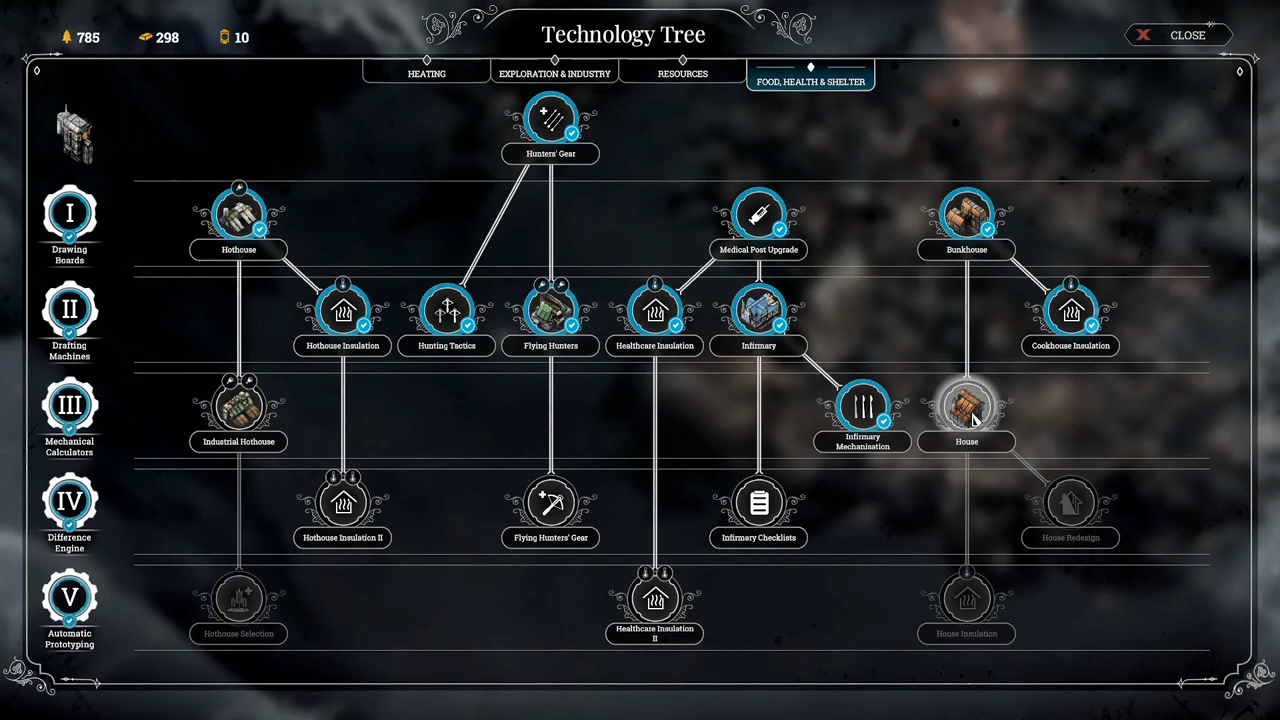 785
298
10
Technology Tree
CLOSE
HEATING
EXPLORATION & INDUSTRY
RESOURCES
FOOD, HEALTH & SHELTER
Hunters' Gear
I
Drawing
Boards
Hothouse
Medical Post Upgrade
Bunkhouse
II
Drafting
Machines
Hothouse Insulation
Hunting Tactics
Flying Hunters
Healthcare Insulation
Infirmary
Cookhouse Insulation
III
Mechanical
Calculators
Industrial Hothouse
Infirmary
Mechanisation
House
IV
Difference
Engine
Hothouse Insulation II
Flying Hunters' Gear
Infirmary Checklists
House Redesign
V
Automatic
Prototyping
Hothouse Selection
Healthcare Insulation
II
House Insulation